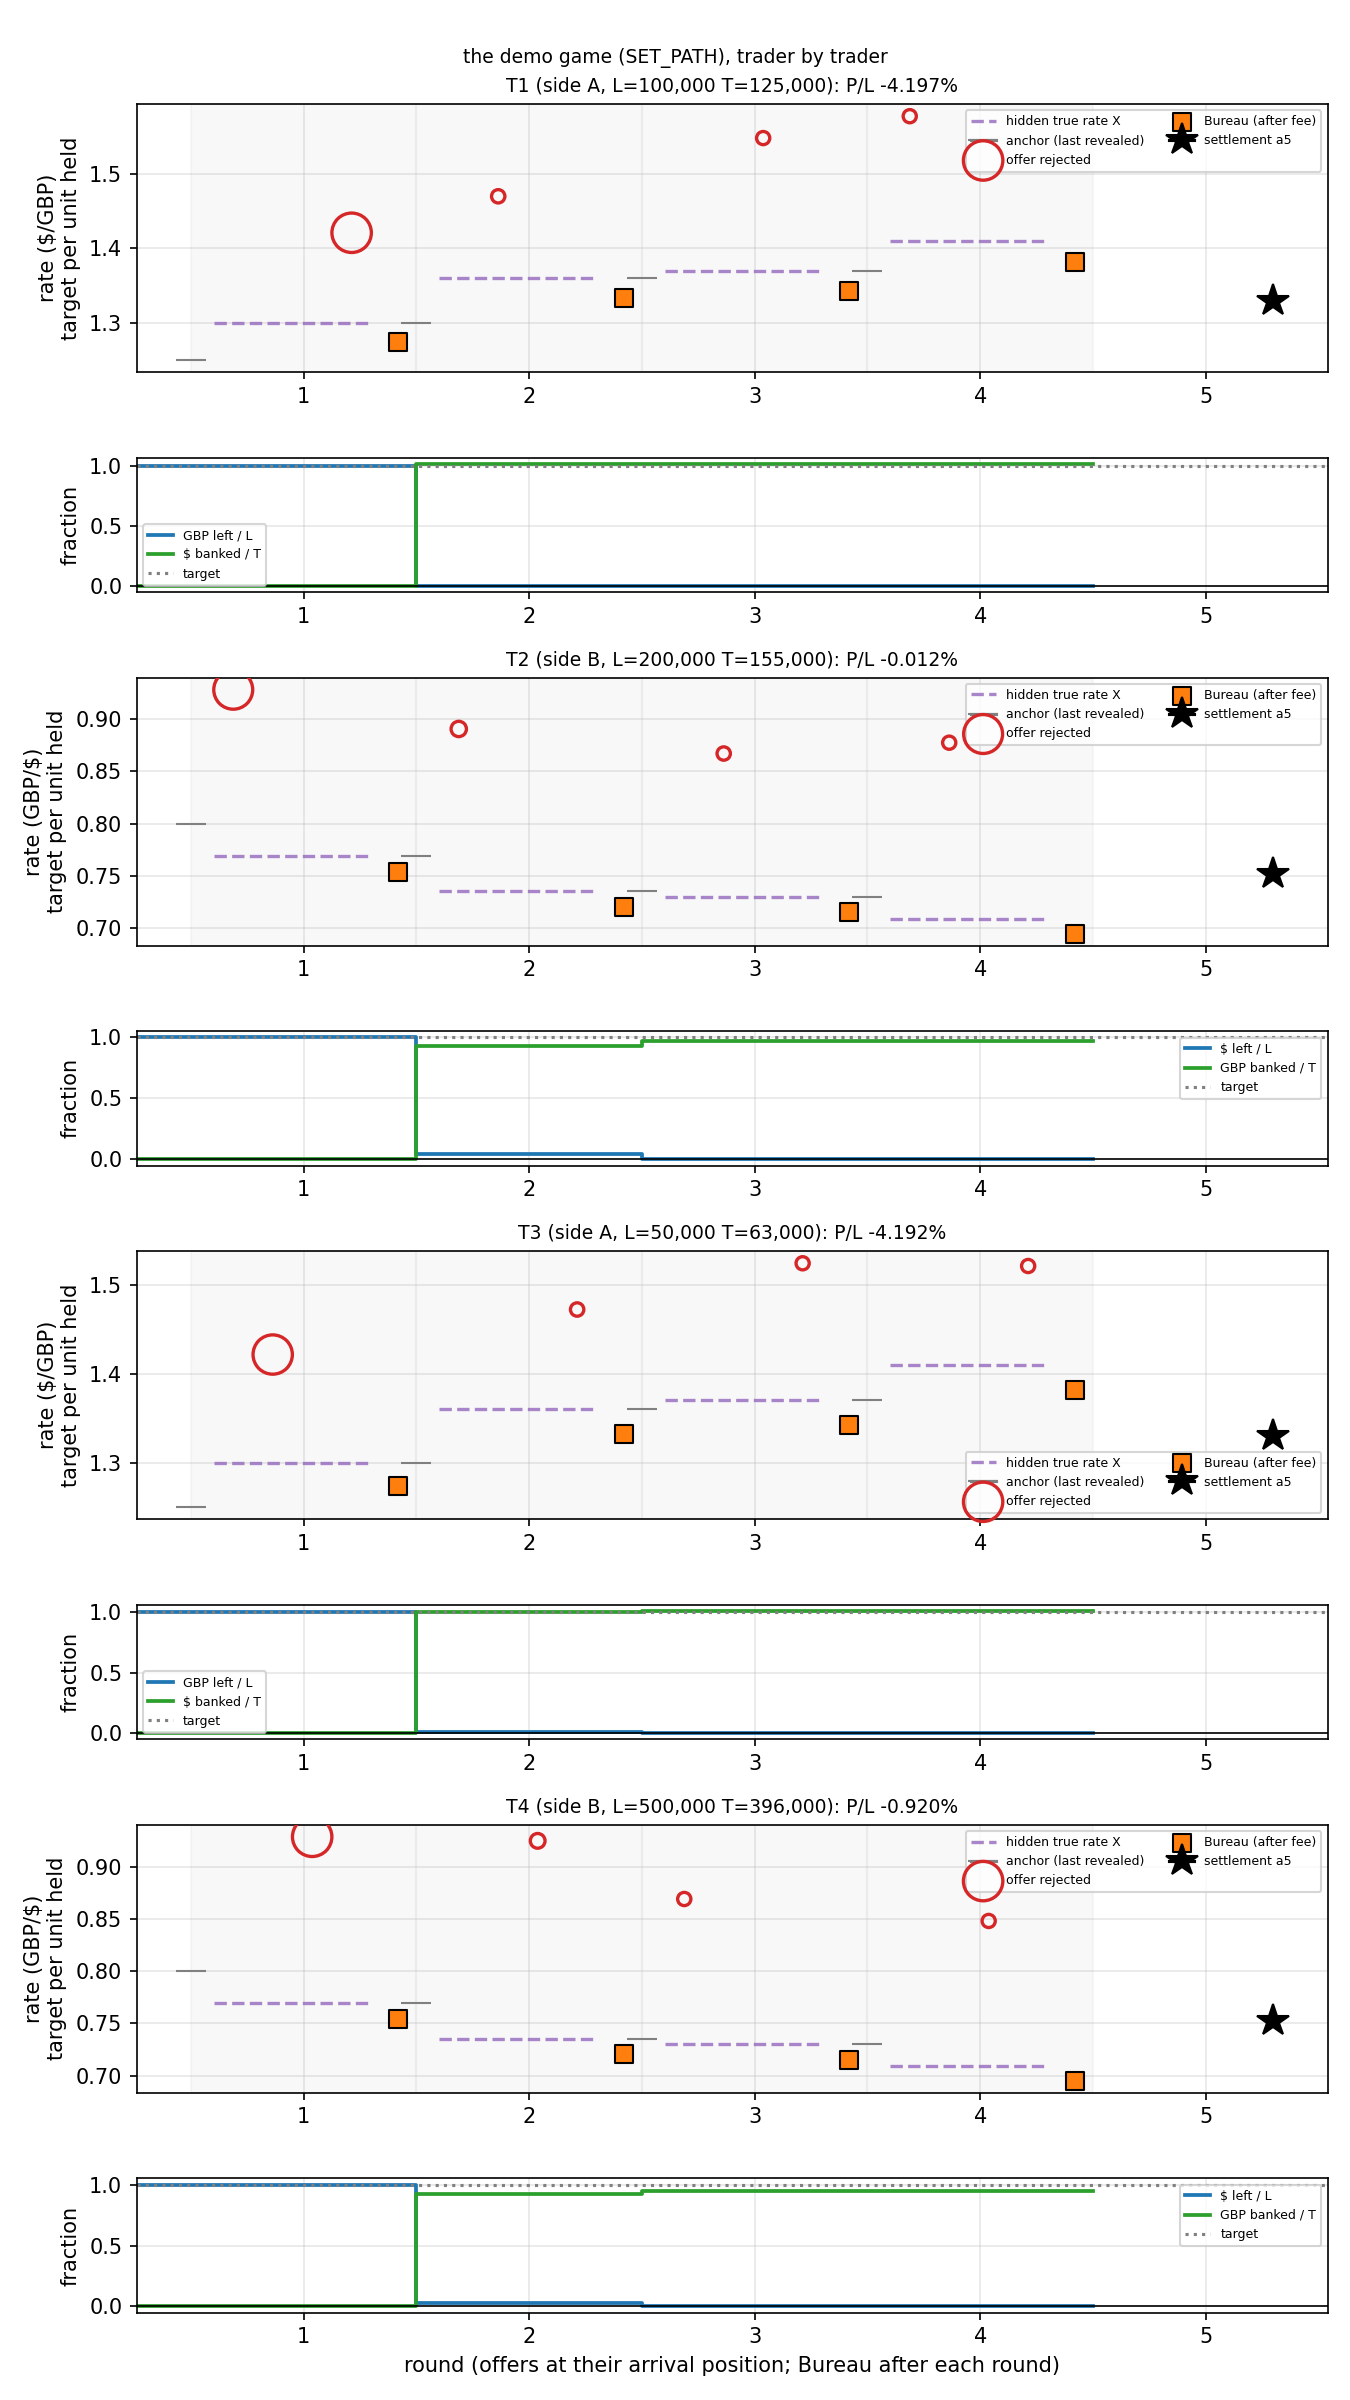 the demo game (SET_PATH), trader by trader
T1 (side A, L=100,000 T=125,000): P/L -4.197%
rate ($/GBP)
target per unit held
1.5
1.4
1.3
hidden true rate X
anchor (last revealed)
offer rejected
Bureau (after fee)
settlement a5
1 2 3 4 5
fraction
1.0
0.5
0.0
GBP left / L
$ banked / T
target
1 2 3 4 5
T2 (side B, L=200,000 T=155,000): P/L -0.012%
rate (GBP/$)
target per unit held
0.90
0.85
0.80
0.75
0.70
hidden true rate X
anchor (last revealed)
offer rejected
Bureau (after fee)
settlement a5
1 2 3 4 5
fraction
1.0
0.5
0.0
$ left / L
GBP banked / T
target
1 2 3 4 5
T3 (side A, L=50,000 T=63,000): P/L -4.192%
rate ($/GBP)
target per unit held
1.5
1.4
1.3
hidden true rate X
anchor (last revealed)
offer rejected
Bureau (after fee)
settlement a5
1 2 3 4 5
fraction
1.0
0.5
0.0
GBP left / L
$ banked / T
target
1 2 3 4 5
T4 (side B, L=500,000 T=396,000): P/L -0.920%
rate (GBP/$)
target per unit held
0.90
0.85
0.80
0.75
0.70
hidden true rate X
anchor (last revealed)
offer rejected
Bureau (after fee)
settlement a5
1 2 3 4 5
fraction
1.0
0.5
0.0
$ left / L
GBP banked / T
target
1 2 3 4 5
round (offers at their arrival position; Bureau after each round)